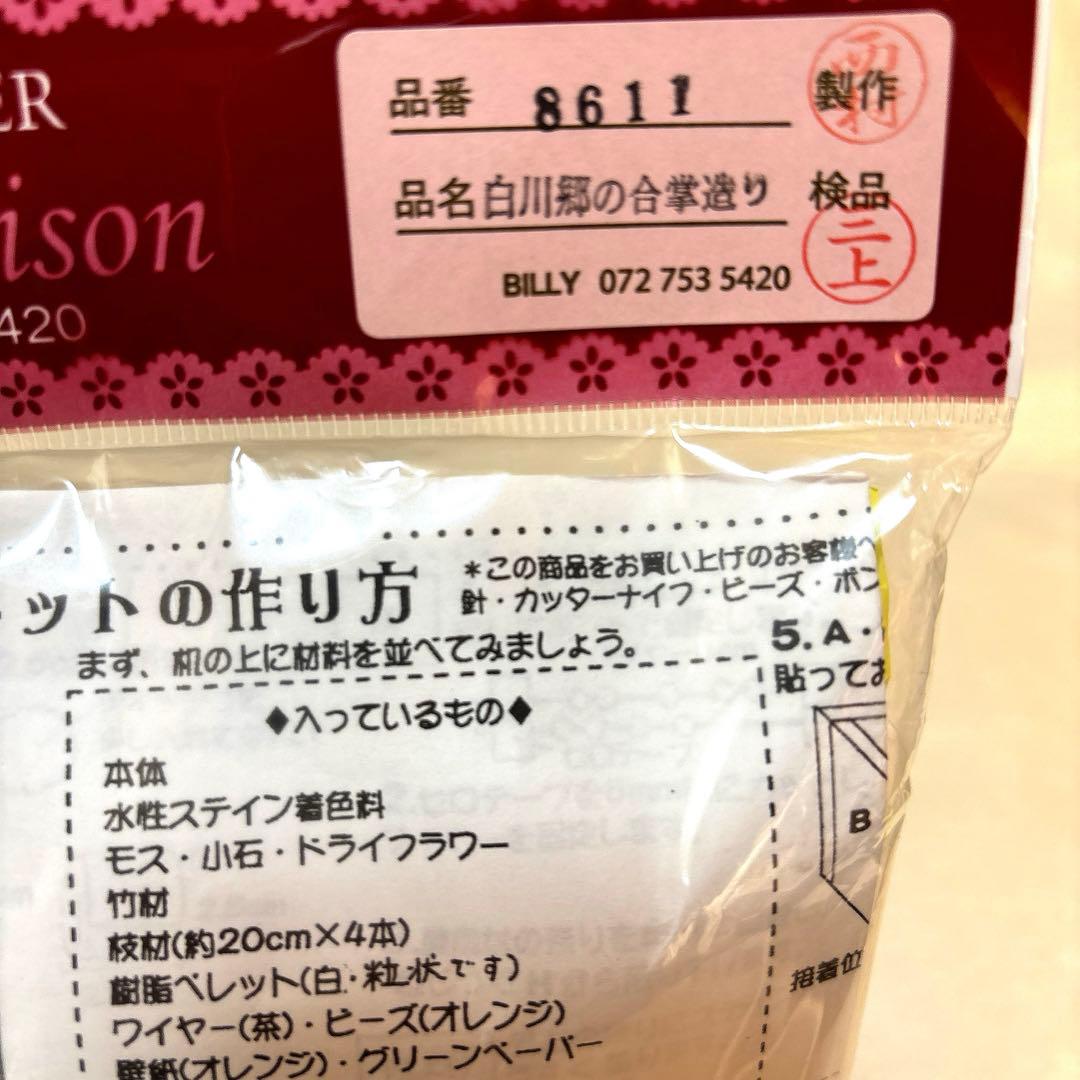 ER
ison
420
品番 8611 製作
品名 白川郷の合掌造り 検品
二上
BILLY 072 753 5420
ットの作り方
*この商品をお買い上げのお客様へ
針・カッターナイフ・ビーズ・ボン
まず、机の上に材料を並べてみましょう。
5. A・
貼ってお
◆入っているもの◆
本体
水性ステイン着色料
モス・小石・ドライフラワー
竹材
枝材(約20cm×4本)
樹脂ペレット(白・粒状です)
ワイヤー(茶)・ビーズ(オレンジ)
壁紙(オレンジ)・グリーンペーパー
B
接着位